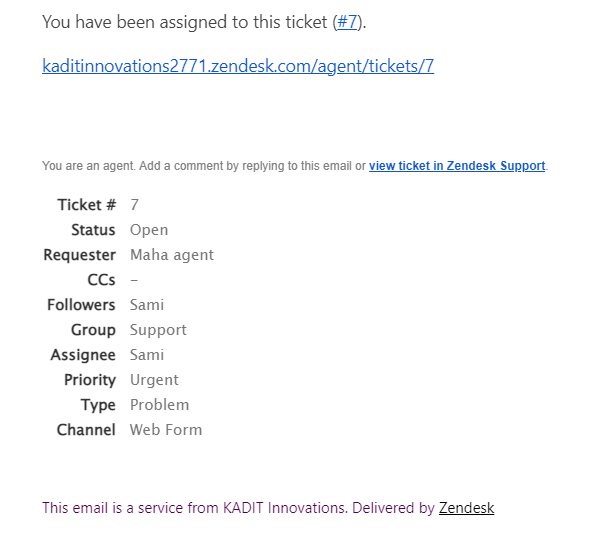 You have been assigned to this ticket (#7).
kaditinnovations2771.zendesk.com/agent/tickets/7
You are an agent. Add a comment by replying to this email or view ticket in Zendesk Support.
Ticket # 7
Status Open
Requester Maha agent
CCs –
Followers Sami
Group Support
Assignee Sami
Priority Urgent
Type Problem
Channel Web Form
This email is a service from KADIT Innovations. Delivered by Zendesk